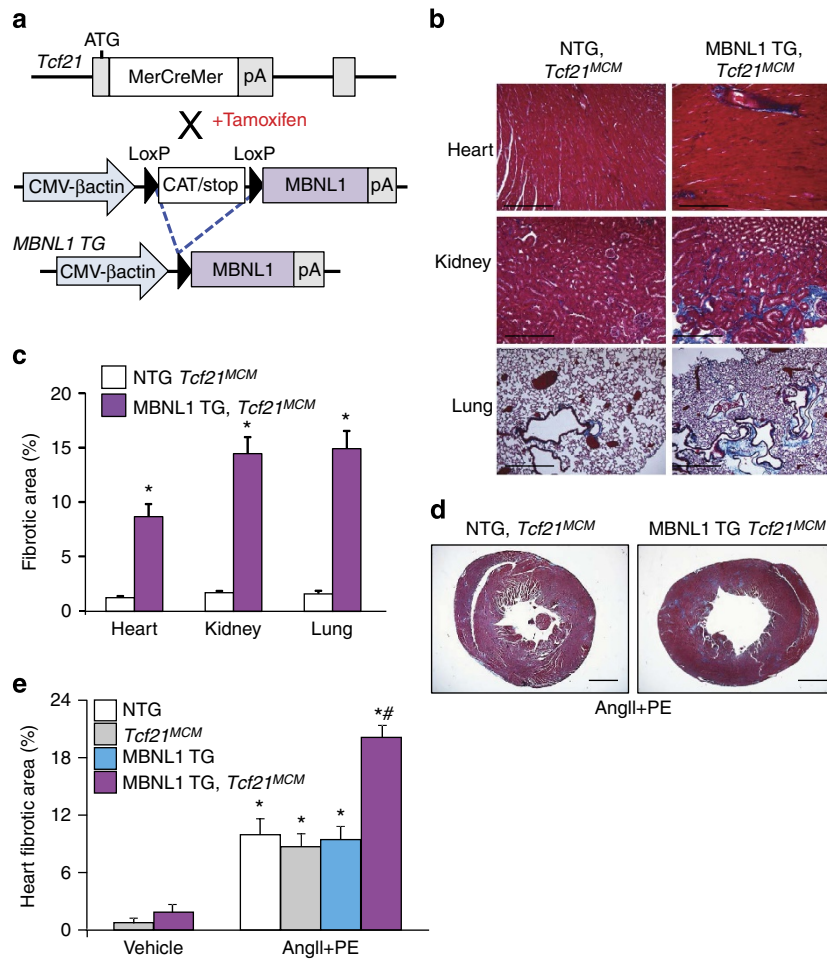 a
ATG
Tcf21
MerCreMer
pA
X
+Tamoxifen
LoxP
LoxP
CMV-βactin
CAT/stop
MBNL1
pA
MBNL1 TG
CMV-βactin
MBNL1
pA
b
NTG,
Tcf21MCM
MBNL1 TG,
Tcf21MCM
Heart
Kidney
Lung
c
NTG Tcf21MCM
MBNL1 TG, Tcf21MCM
Fibrotic area (%)
20
15
10
5
0
*
*
*
Heart
Kidney
Lung
d
NTG, Tcf21MCM
MBNL1 TG Tcf21MCM
AngII+PE
e
NTG
Tcf21MCM
MBNL1 TG
MBNL1 TG, Tcf21MCM
Heart fibrotic area (%)
24
18
12
6
0
*
*
*
*#
Vehicle
AngII+PE